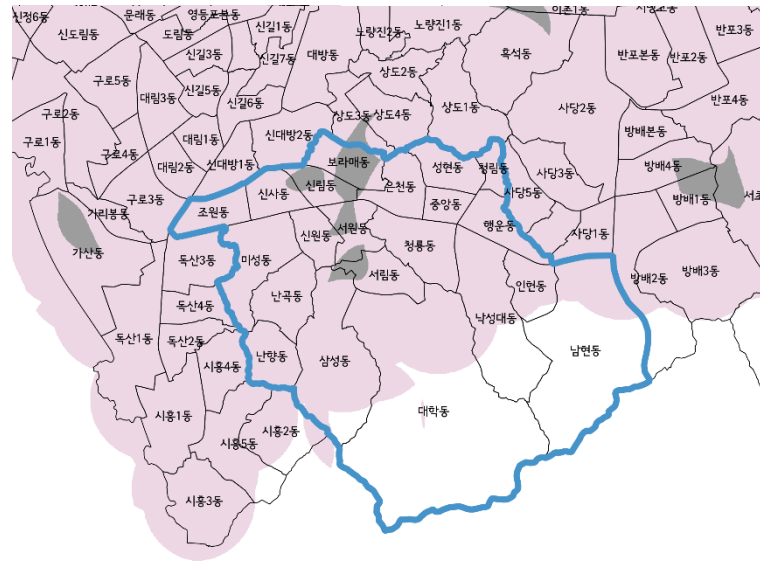 신정6동
문래동
영등포본동
신길1동
노량진2동
노량진1동
반포3동
신도림동
도림동
신길3동
신길7동
대방동
흑석동
반포본동
반포2동
구로5동
대림3동
신길5동
신길6동
상도2동
상도3동
상도4동
상도1동
사당2동
반포4동
구로2동
구로1동
구로4동
대림1동
대림2동
신대방2동
신대방1동
방배본동
보라매동
성현동
청림동
사당3동
방배4동
신사동
신림동
은천동
사당5동
방배1동
구로3동
가리봉동
조원동
중앙동
행운동
사당1동
가산동
독산3동
미성동
신원동
서원동
청룡동
서림동
방배2동
방배3동
난곡동
인헌동
독산4동
낙성대동
독산1동
독산2동
시흥4동
난향동
삼성동
남현동
시흥1동
대학동
시흥5동
시흥2동
시흥3동